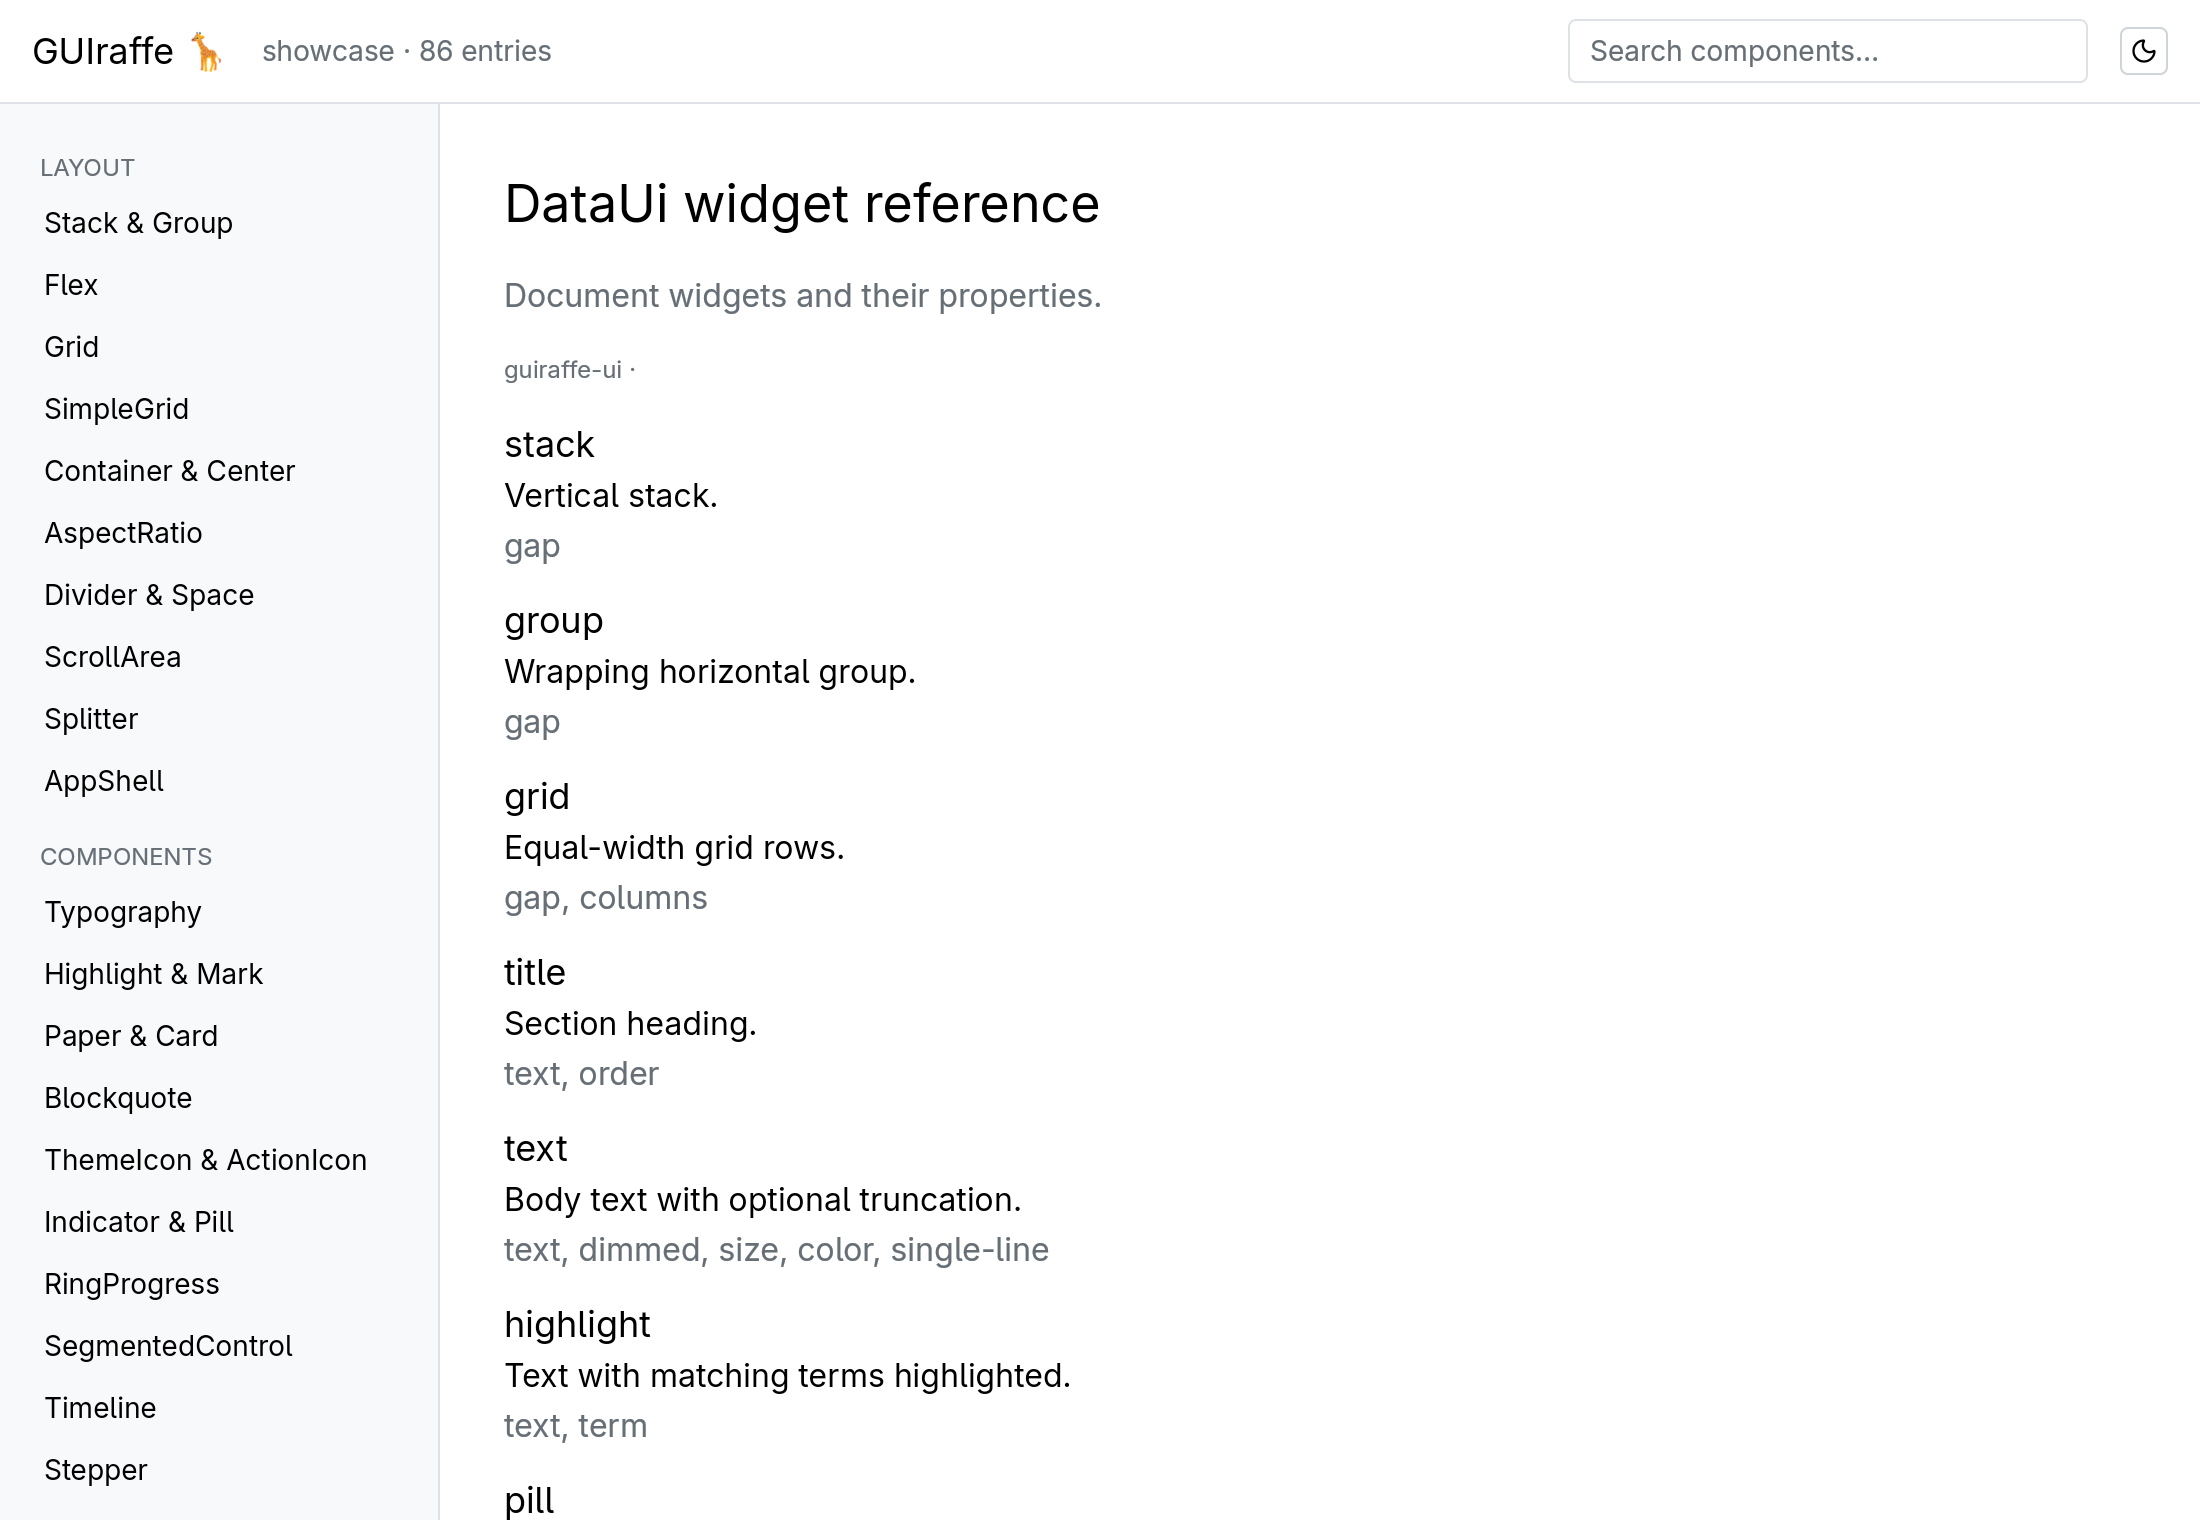 GUIraffe 🦒 showcase · 86 entries
Search components...
LAYOUT
Stack & Group
Flex
Grid
SimpleGrid
Container & Center
AspectRatio
Divider & Space
ScrollArea
Splitter
AppShell
COMPONENTS
Typography
Highlight & Mark
Paper & Card
Blockquote
ThemeIcon & ActionIcon
Indicator & Pill
RingProgress
SegmentedControl
Timeline
Stepper
DataUi widget reference
Document widgets and their properties.
guiraffe-ui ·
stack
Vertical stack.
gap
group
Wrapping horizontal group.
gap
grid
Equal-width grid rows.
gap, columns
title
Section heading.
text, order
text
Body text with optional truncation.
text, dimmed, size, color, single-line
highlight
Text with matching terms highlighted.
text, term
pill